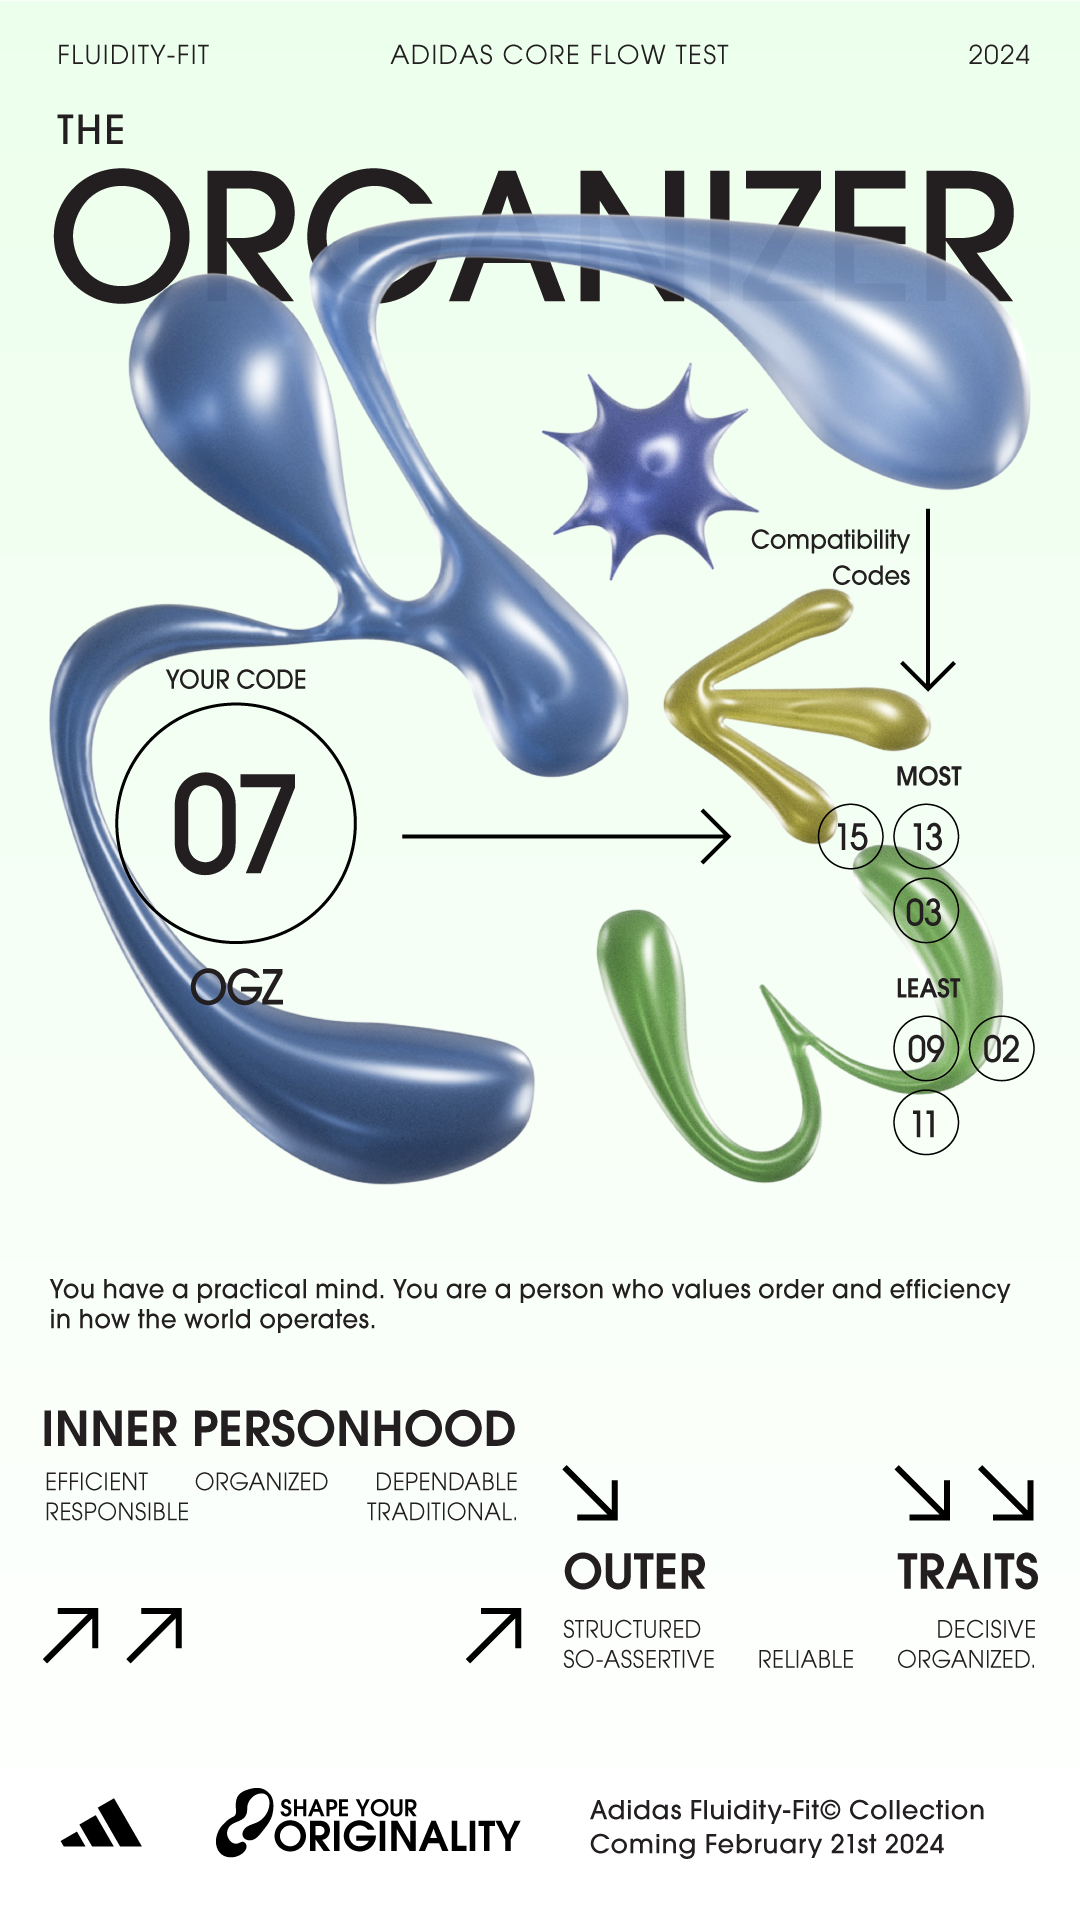 FLUIDITY-FIT
ADIDAS CORE FLOW TEST
2024
THE
ORGANIZER
Compatibility
Codes
YOUR CODE
07
OGZ
MOST
15 13
03
LEAST
09 02
11
You have a practical mind. You are a person who values order and efficiency
in how the world operates.
INNER PERSONHOOD
EFFICIENT ORGANIZED DEPENDABLE
RESPONSIBLE TRADITIONAL.
OUTER TRAITS
STRUCTURED DECISIVE
SO-ASSERTIVE RELIABLE ORGANIZED.
SHAPE YOUR
ORIGINALITY
Adidas Fluidity-Fit© Collection
Coming February 21st 2024